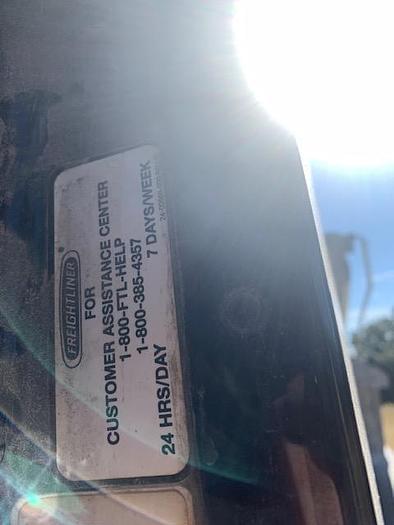 FREIGHTLINER
FOR
CUSTOMER ASSISTANCE CENTER
1-800-FTL-HELP
1-800-385-4357
24 HRS/DAY 7 DAYS/WEEK